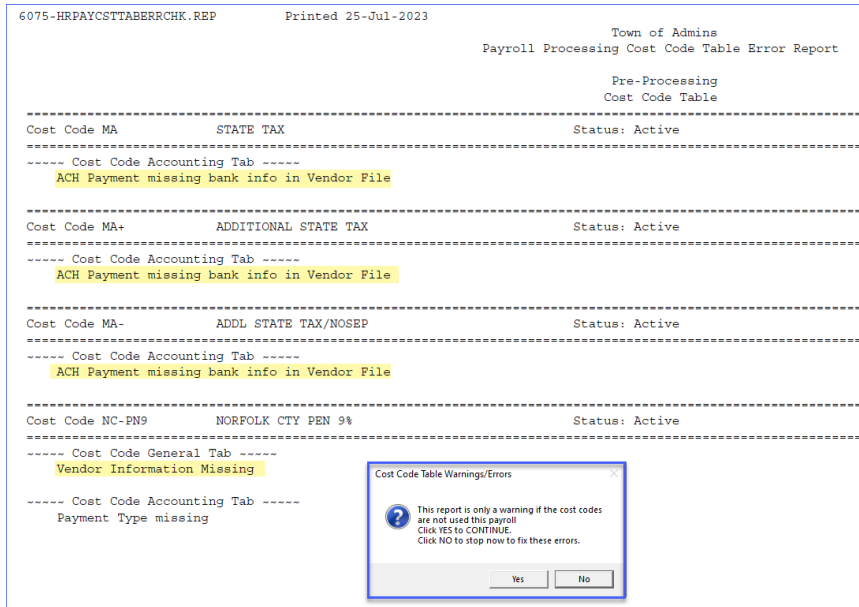 6075-HRPAYCSTTABERRCHK.REP Printed 25-Jul-2023
Town of Admins
Payroll Processing Cost Code Table Error Report
Pre-Processing
Cost Code Table
================================================================================
Cost Code MA STATE TAX Status: Active
================================================================================
~~~~~ Cost Code Accounting Tab ~~~~~
ACH Payment missing bank info in Vendor File
================================================================================
Cost Code MA+ ADDITIONAL STATE TAX Status: Active
================================================================================
~~~~~ Cost Code Accounting Tab ~~~~~
ACH Payment missing bank info in Vendor File
================================================================================
Cost Code MA- ADDL STATE TAX/NOSEP Status: Active
================================================================================
~~~~~ Cost Code Accounting Tab ~~~~~
ACH Payment missing bank info in Vendor File
================================================================================
Cost Code NC-PN9 NORFOLK CTY PEN 9% Status: Active
================================================================================
~~~~~ Cost Code General Tab ~~~~~
Vendor Information Missing
~~~~~ Cost Code Accounting Tab ~~~~~
Payment Type missing
Cost Code Table Warnings/Errors
This report is only a warning if the cost codes
are not used this payroll
Click YES to CONTINUE.
Click NO to stop now to fix these errors.
Yes No